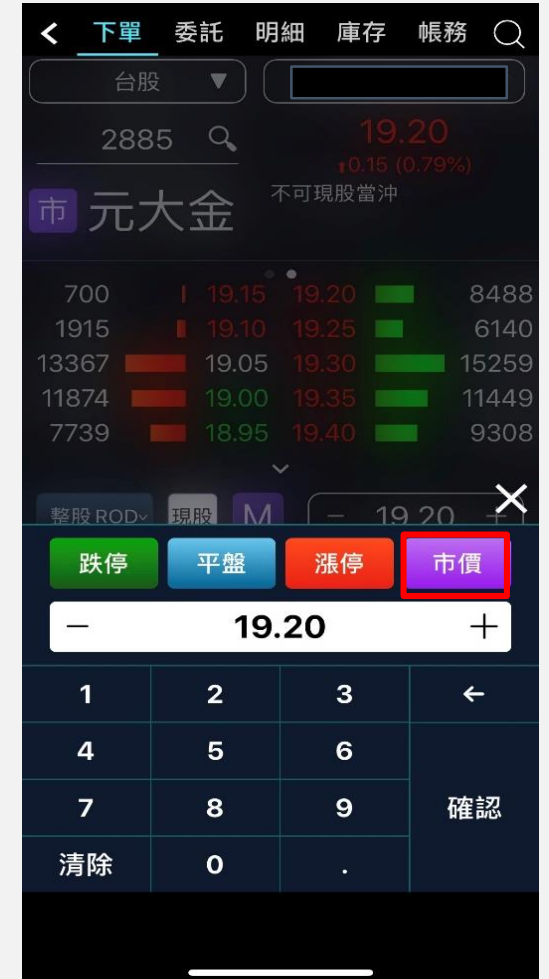 下單 委託 明細 庫存 帳務
台股 ▼
2885 19.20
↑0.15 (0.79%)
市 元大金 不可現股當沖
700 19.15 19.20 8488
1915 19.10 19.25 6140
13367 19.05 19.30 15259
11874 19.00 19.35 11449
7739 18.95 19.40 9308
整股 ROD 現股 M − 19.20 +
跌停 平盤 漲停 市價
− 19.20 +
1 2 3 ←
4 5 6
7 8 9 確認
清除 0 .